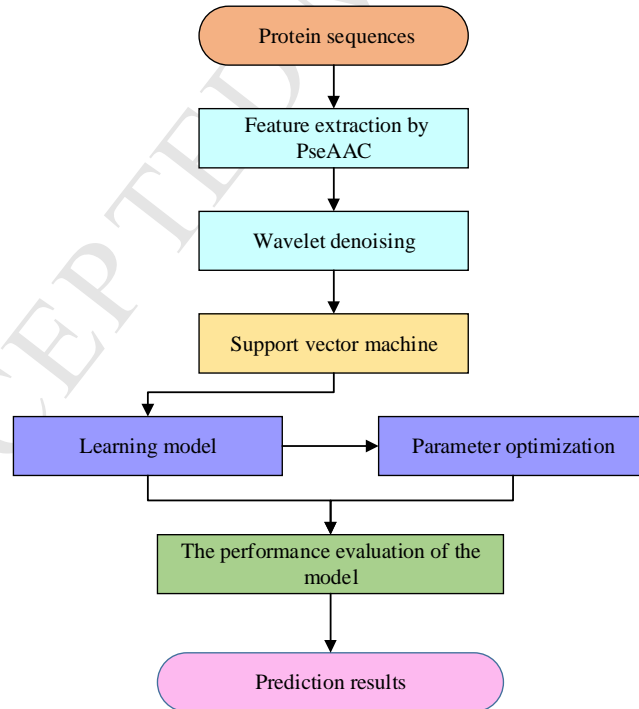 Protein sequences
Feature extraction by
PseAAC
Wavelet denoising
Support vector machine
Learning model
Parameter optimization
The performance evaluation of the
model
Prediction results